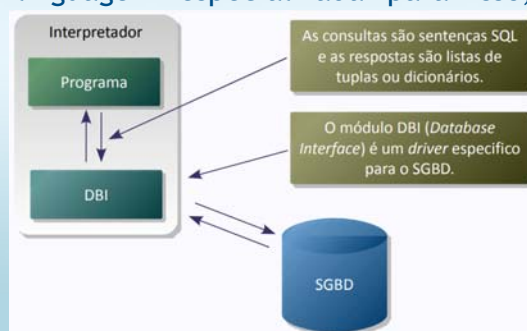 Interpretador
Programa
DBI
As consultas são sentenças SQL
e as respostas são listas de
tuplas ou dicionários.
O módulo DBI (Database
Interface) é um driver especifico
para o SGBD.
SGBD